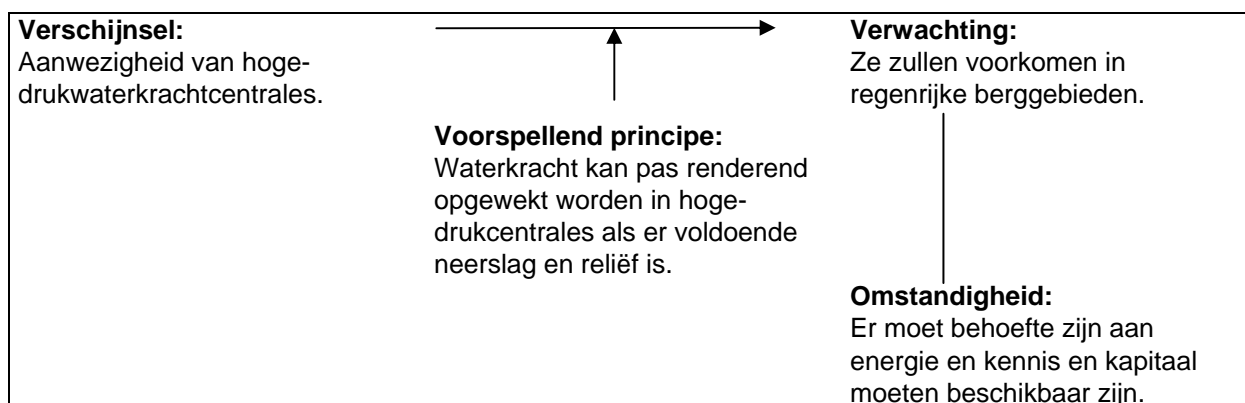 Verschijnsel:
Aanwezigheid van hoge-
drukwaterkrachtcentrales.
Verwachting:
Ze zullen voorkomen in
regenrijke berggebieden.
Voorspellend principe:
Waterkracht kan pas renderend
opgewekt worden in hoge-
drukcentrales als er voldoende
neerslag en reliëf is.
Omstandigheid:
Er moet behoefte zijn aan
energie en kennis en kapitaal
moeten beschikbaar zijn.